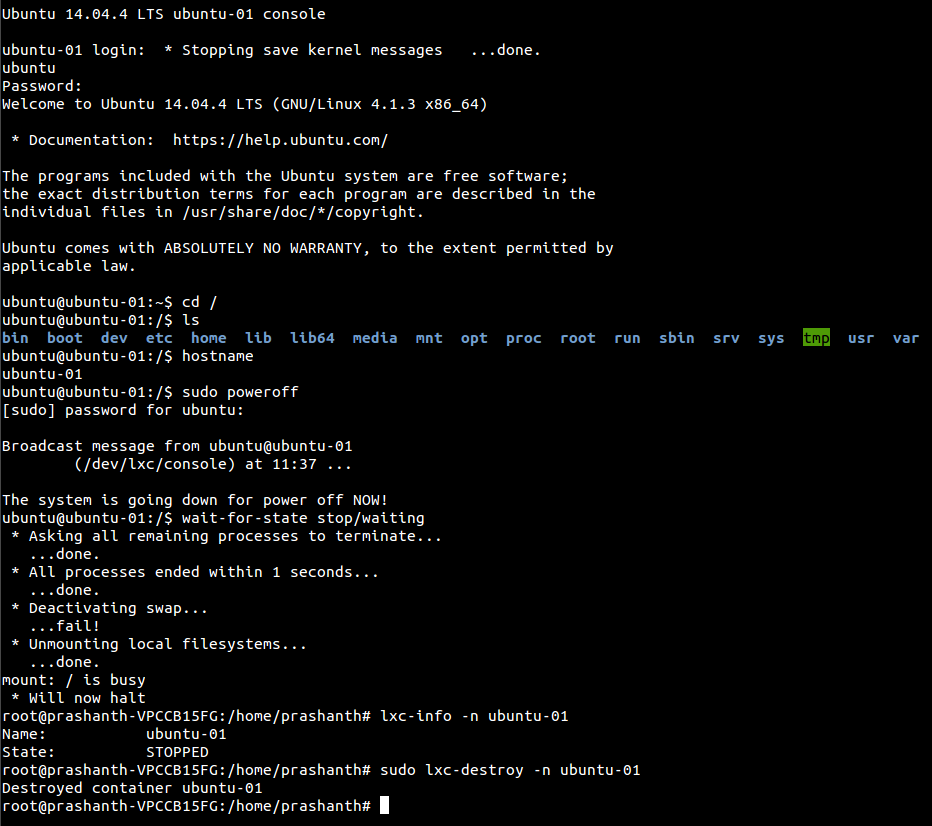 Ubuntu 14.04.4 LTS ubuntu-01 console
ubuntu-01 login:  * Stopping save kernel messages   ...done.
ubuntu
Password:
Welcome to Ubuntu 14.04.4 LTS (GNU/Linux 4.1.3 x86_64)
 * Documentation:  https://help.ubuntu.com/
The programs included with the Ubuntu system are free software;
the exact distribution terms for each program are described in the
individual files in /usr/share/doc/*/copyright.
Ubuntu comes with ABSOLUTELY NO WARRANTY, to the extent permitted by
applicable law.
ubuntu@ubuntu-01:~$ cd /
ubuntu@ubuntu-01:/$ ls
bin  boot  dev  etc  home  lib  lib64  media  mnt  opt  proc  root  run  sbin  srv  sys  tmp  usr  var
ubuntu@ubuntu-01:/$ hostname
ubuntu-01
ubuntu@ubuntu-01:/$ sudo poweroff
[sudo] password for ubuntu:
Broadcast message from ubuntu@ubuntu-01
        (/dev/lxc/console) at 11:37 ...
The system is going down for power off NOW!
ubuntu@ubuntu-01:/$ wait-for-state stop/waiting
 * Asking all remaining processes to terminate...
   ...done.
 * All processes ended within 1 seconds...
   ...done.
 * Deactivating swap...
   ...fail!
 * Unmounting local filesystems...
   ...done.
mount: / is busy
 * Will now halt
root@prashanth-VPCCB15FG:/home/prashanth# lxc-info -n ubuntu-01
Name:           ubuntu-01
State:          STOPPED
root@prashanth-VPCCB15FG:/home/prashanth# sudo lxc-destroy -n ubuntu-01
Destroyed container ubuntu-01
root@prashanth-VPCCB15FG:/home/prashanth#